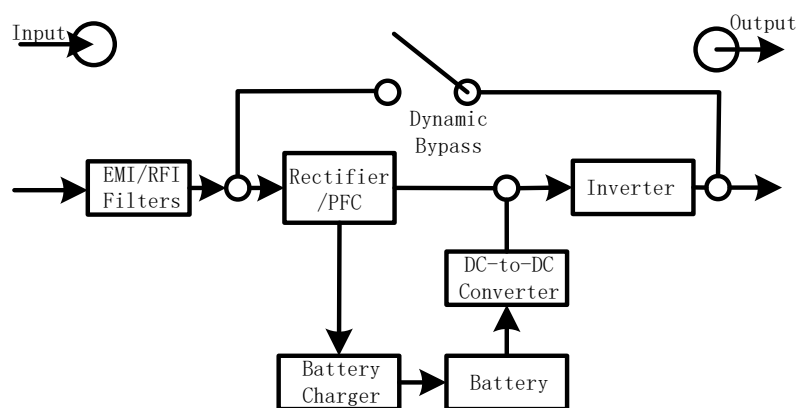 Input
Output
Dynamic
Bypass
EMI/RFI
Filters
Rectifier
/PFC
Inverter
DC-to-DC
Converter
Battery
Charger
Battery